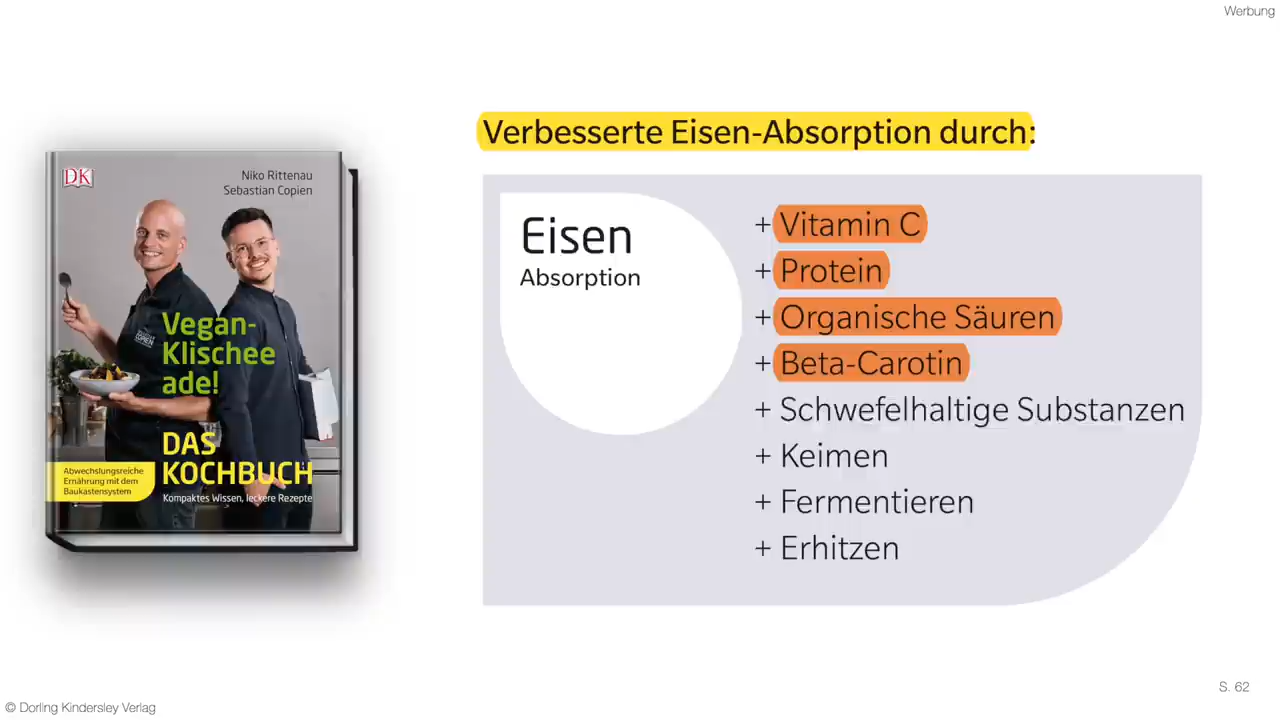 Werbung
Verbesserte Eisen-Absorption durch:
DK
Niko Rittenau
Sebastian Copien
Vegan-
Klischee
ade!
DAS
KOCHBUCH
Kompaktes Wissen, leckere Rezepte
Abwechslungsreiche
Ernährung mit dem
Baukastensystem
Eisen
Absorption
+ Vitamin C
+ Protein
+ Organische Säuren
+ Beta-Carotin
+ Schwefelhaltige Substanzen
+ Keimen
+ Fermentieren
+ Erhitzen
S. 62
© Dorling Kindersley Verlag